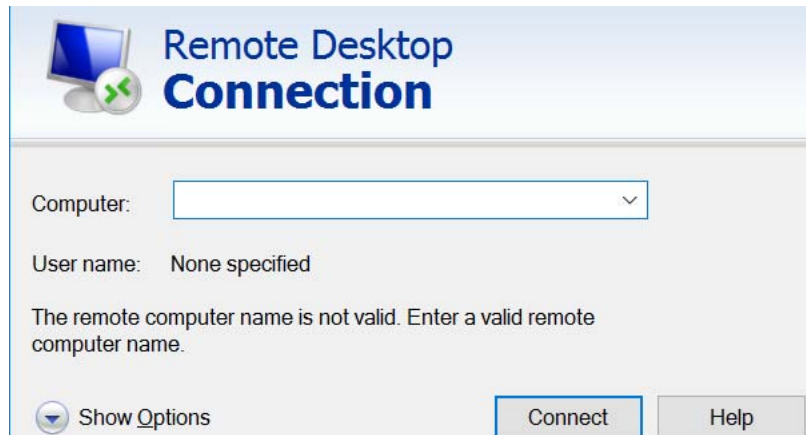 Remote Desktop
Connection
Computer:
User name: None specified
The remote computer name is not valid. Enter a valid remote
computer name.
Show Options
Connect
Help